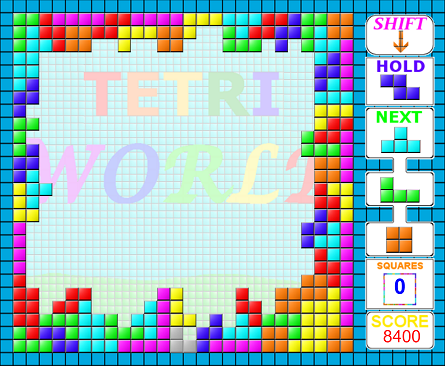 TETRI
WORLD
SHIFT
HOLD
NEXT
SQUARES
0
SCORE
8400